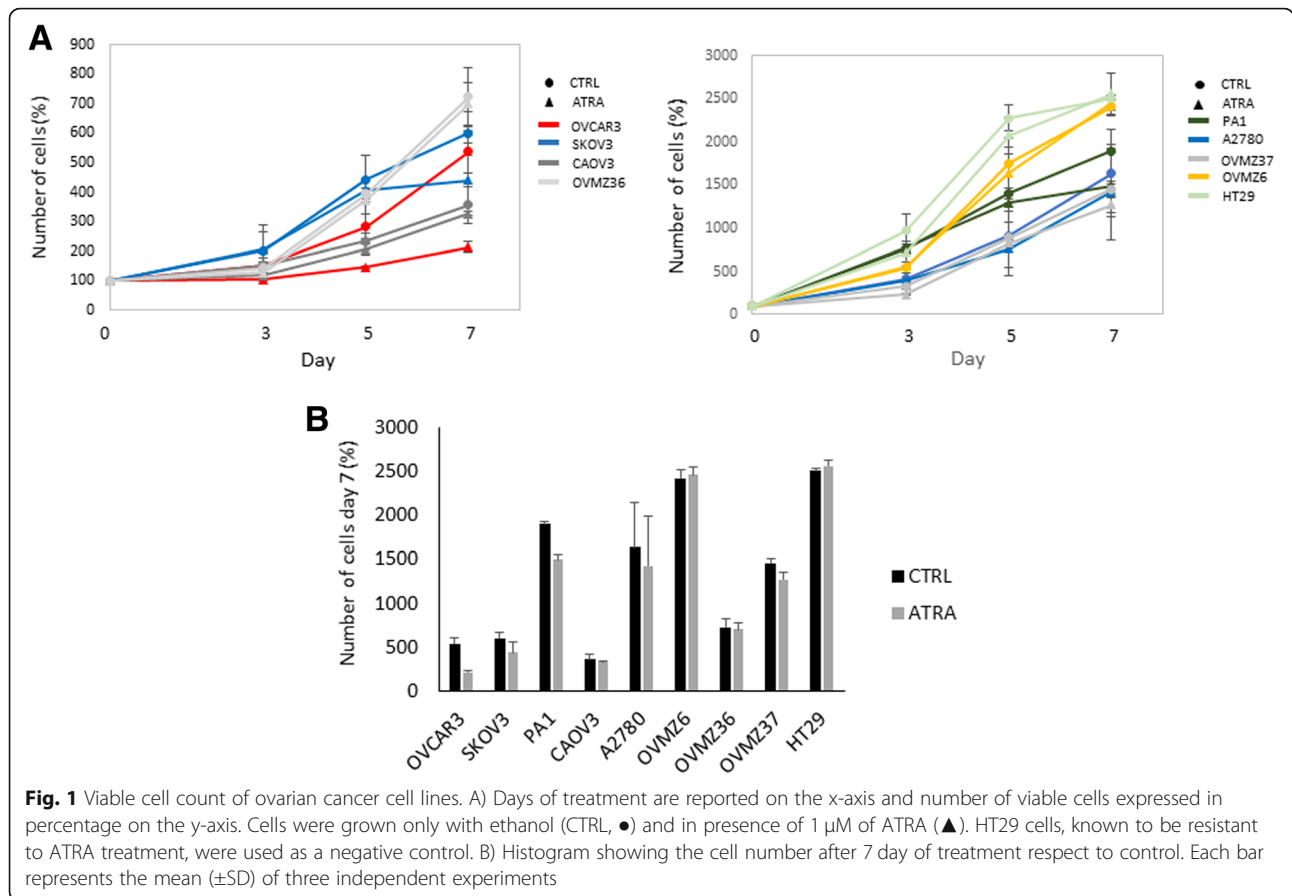 A
Number of cells (%)
900
800
700
600
500
400
300
200
100
0
0 3 5 7
Day
CTRL
ATRA
OVCAR3
SKOV3
CAOV3
OVMZ36
Number of cells (%)
3000
2500
2000
1500
1000
500
0
0 3 5 7
Day
CTRL
ATRA
PA1
A2780
OVMZ37
OVMZ6
HT29
B
Number of cells day 7 (%)
3000
2500
2000
1500
1000
500
0
OVCAR3
SKOV3
PA1
CAOV3
A2780
OVMZ6
OVMZ36
OVMZ37
HT29
CTRL
ATRA
Fig. 1 Viable cell count of ovarian cancer cell lines. A) Days of treatment are reported on the x-axis and number of viable cells expressed in
percentage on the y-axis. Cells were grown only with ethanol (CTRL, ●) and in presence of 1 μM of ATRA (▲). HT29 cells, known to be resistant
to ATRA treatment, were used as a negative control. B) Histogram showing the cell number after 7 day of treatment respect to control. Each bar
represents the mean (±SD) of three independent experiments